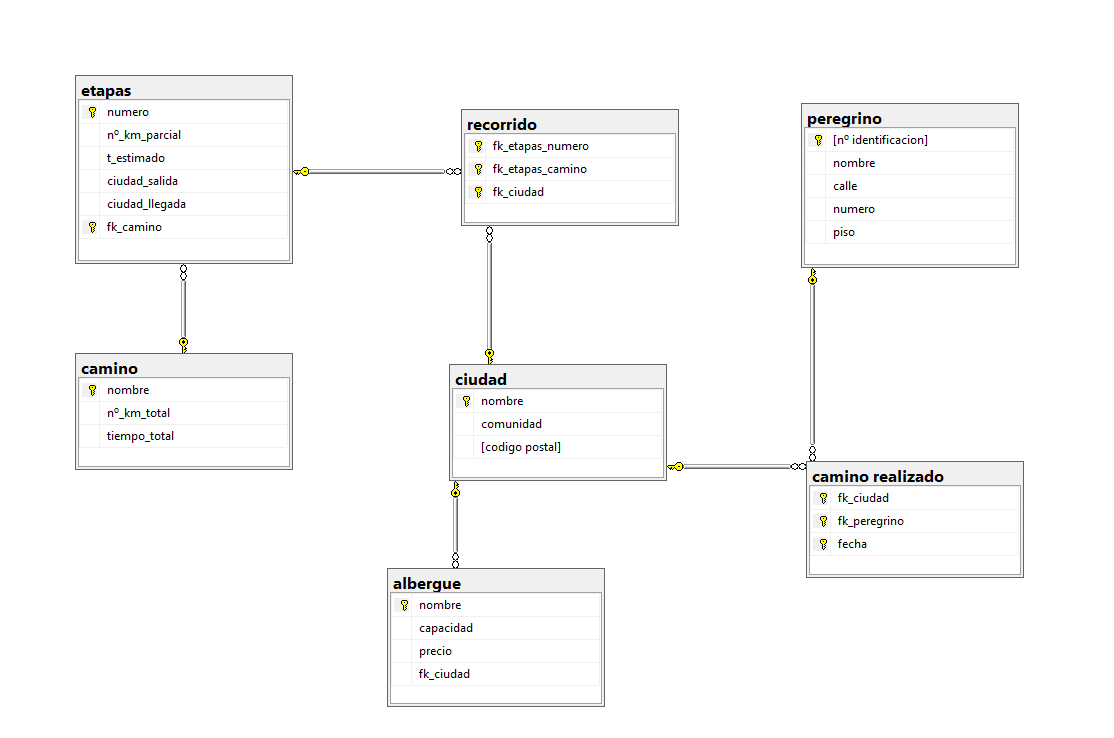 etapas
numero
nº_km_parcial
t_estimado
ciudad_salida
ciudad_llegada
fk_camino
recorrido
fk_etapas_numero
fk_etapas_camino
fk_ciudad
peregrino
[nº identificacion]
nombre
calle
numero
piso
camino
nombre
nº_km_total
tiempo_total
ciudad
nombre
comunidad
[codigo postal]
camino realizado
fk_ciudad
fk_peregrino
fecha
albergue
nombre
capacidad
precio
fk_ciudad